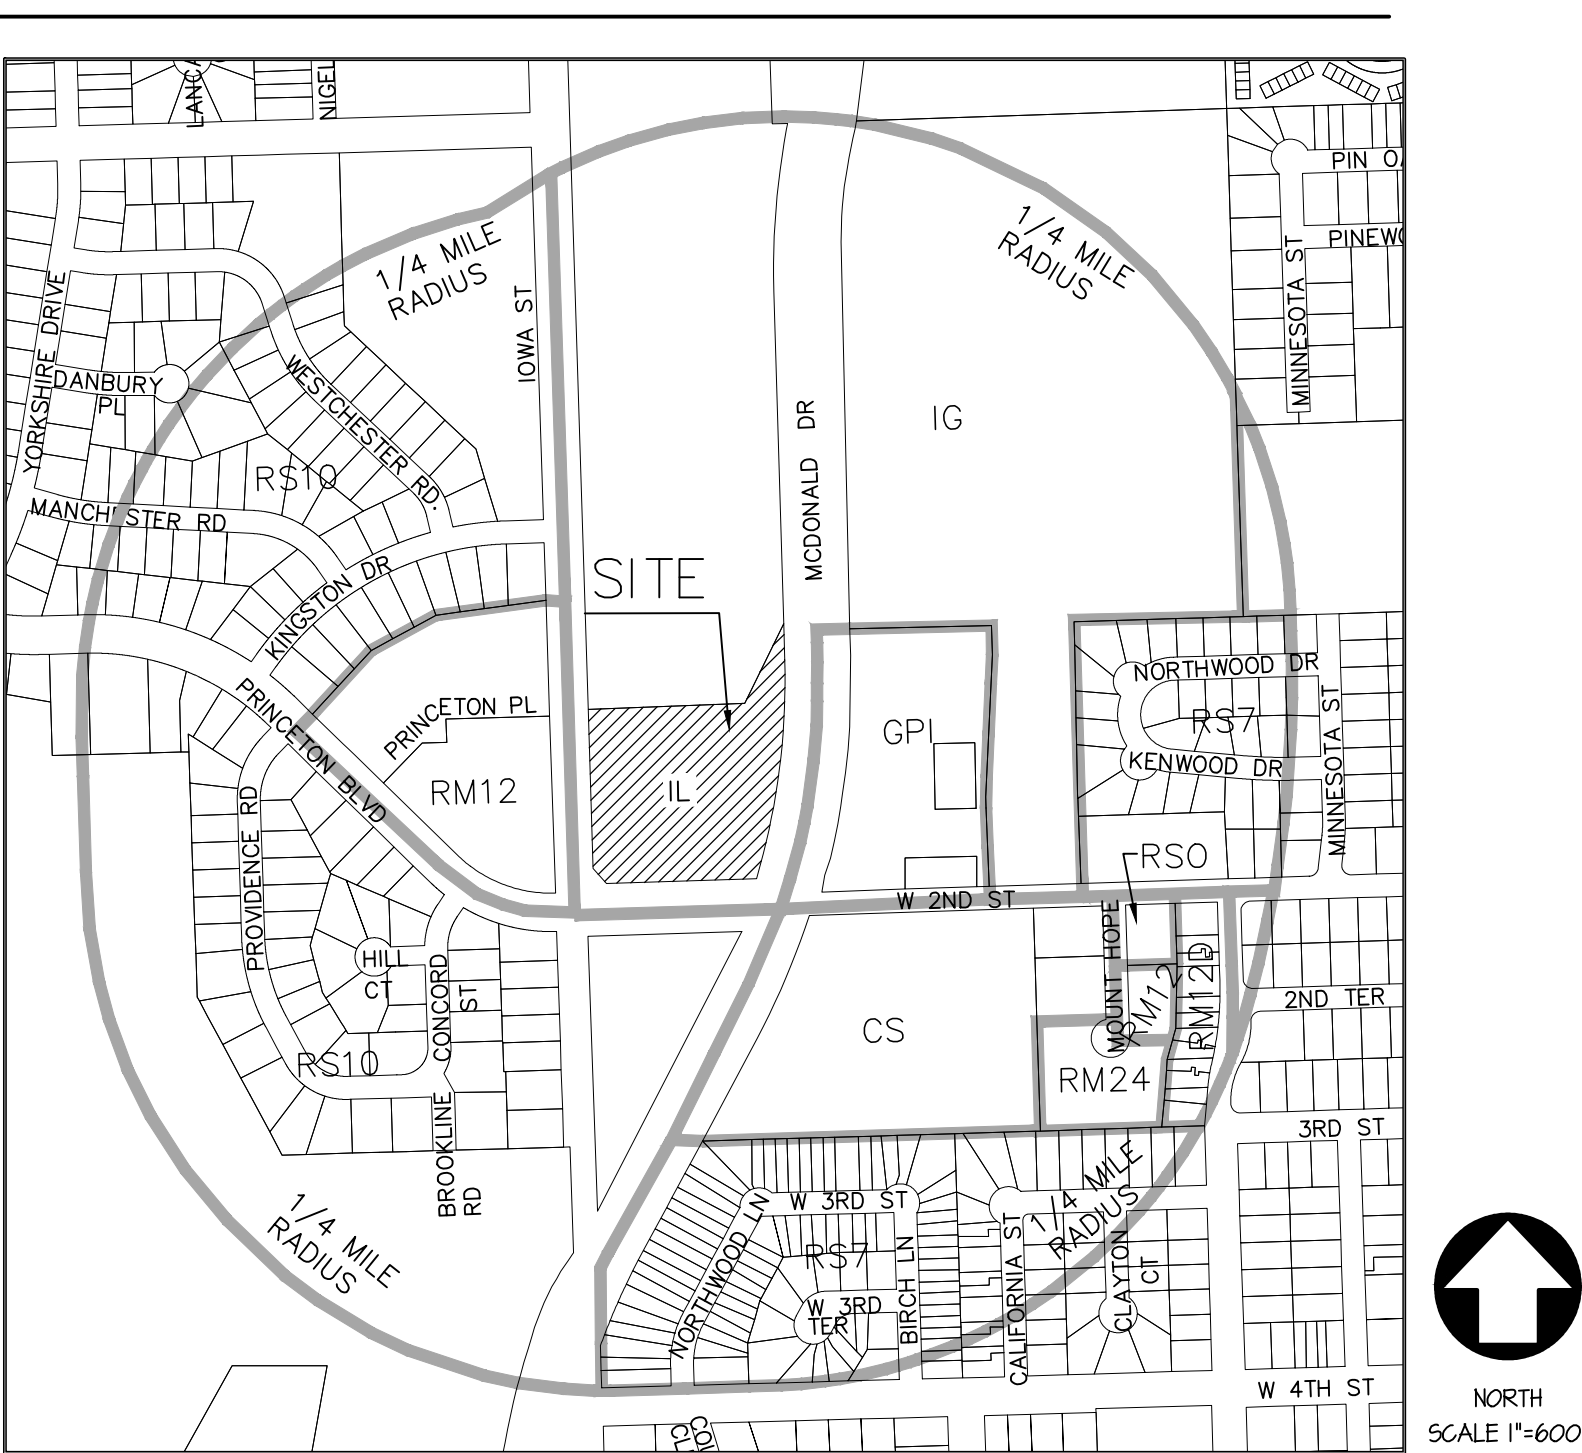 NIGEL
PIN O
PINEWO
MINNESOTA ST
1/4 MILE
RADIUS
1/4 MILE
RADIUS
YORKSHIRE DRIVE
IOWA ST
DANBURY
PL
WESTCHESTER RD.
MCDONALD DR
IG
RS10
MANCHESTER RD
KINGSTON DR
SITE
NORTHWOOD DR
RS7
KENWOOD DR
MINNESOTA ST
PRINCETON PL
PRINCETON BLVD
RM12
GPI
IL
PROVIDENCE RD
RS0
W 2ND ST
MOUNT HOPE
HILL
CT
CONCORD
ST
RM12
RM12D
2ND TER
CS
RS10
RM24
BROOKLINE
RD
3RD ST
1/4 MILE
RADIUS
1/4 MILE
RADIUS
W 3RD ST
NORTHWOOD LN
RS7
BIRCH LN
CALIFORNIA ST
CLAYTON
CT
W 3RD
TER
W 4TH ST
NORTH
SCALE 1"=600